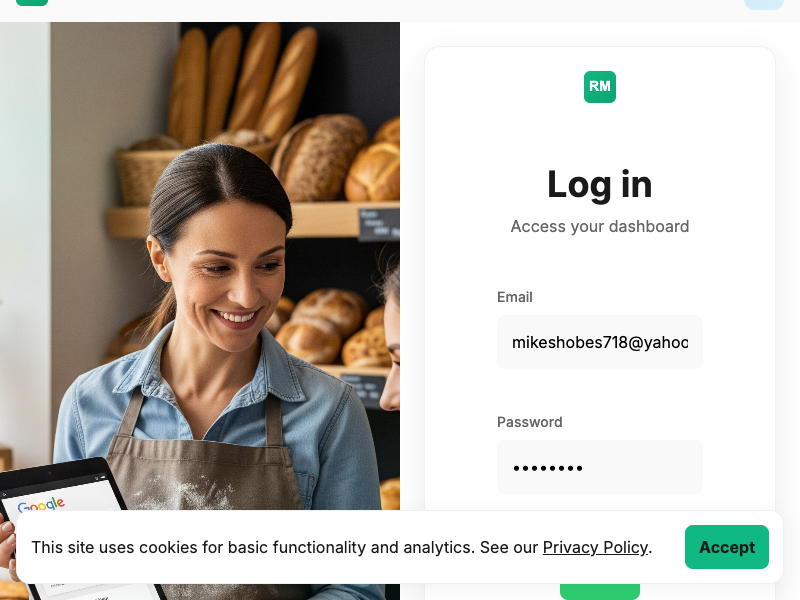 RM
Log in
Access your dashboard
Email
mikeshobes718@yahoo
Password
Google
This site uses cookies for basic functionality and analytics. See our Privacy Policy.
Accept